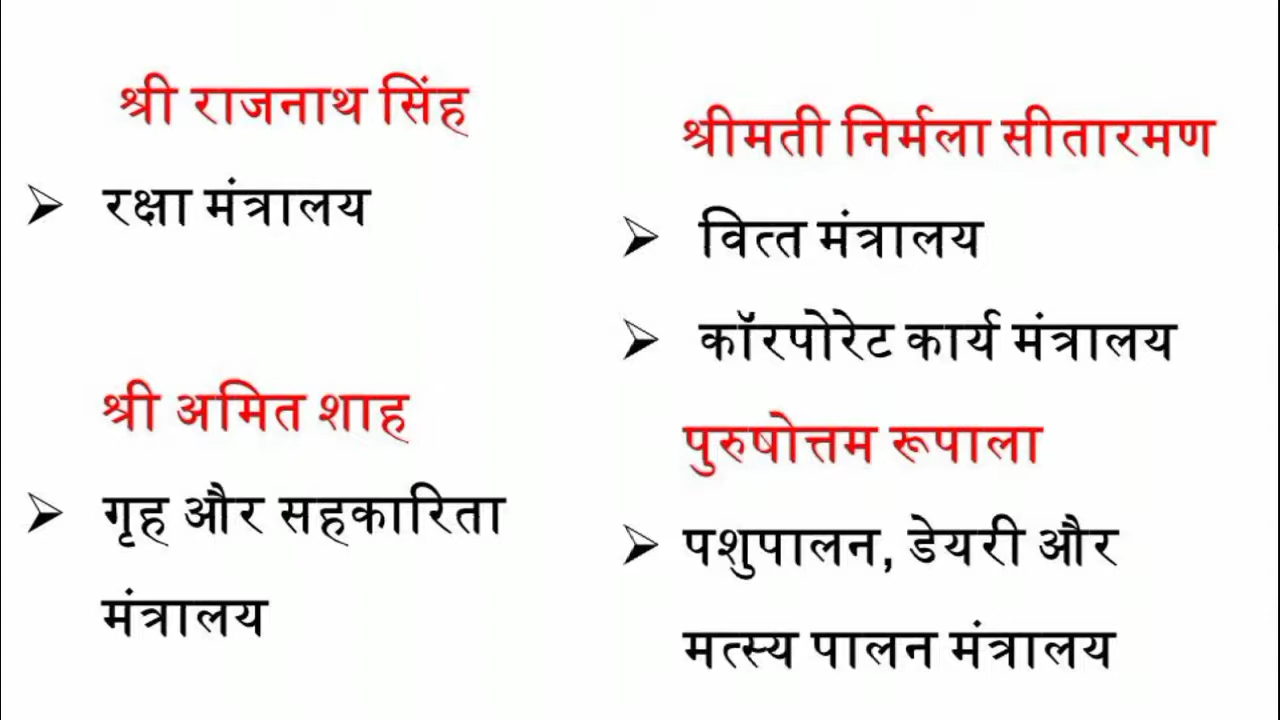 श्री राजनाथ सिंह
➢ रक्षा मंत्रालय
श्री अमित शाह
➢ गृह और सहकारिता
मंत्रालय
श्रीमती निर्मला सीतारमण
➢ वित्त मंत्रालय
➢ कॉरपोरेट कार्य मंत्रालय
पुरुषोत्तम रूपाला
➢ पशुपालन, डेयरी और
मत्स्य पालन मंत्रालय